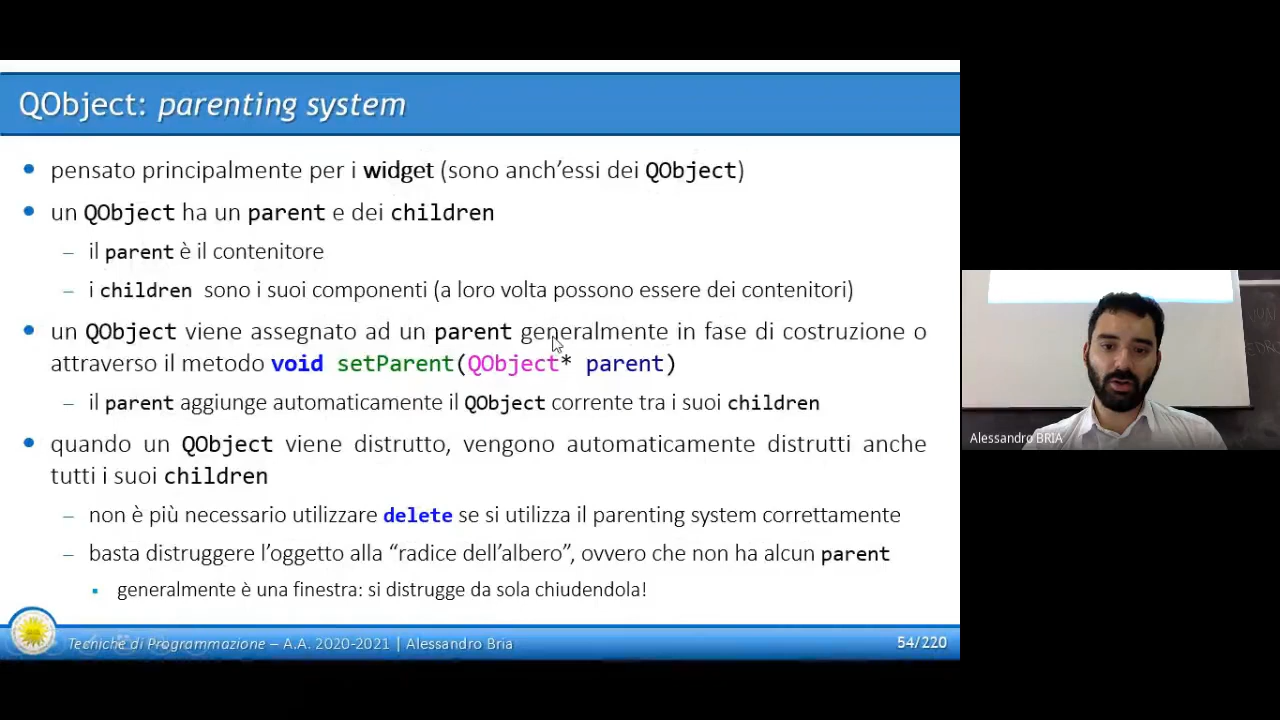 QObject: parenting system
• pensato principalmente per i widget (sono anch'essi dei QObject)
• un QObject ha un parent e dei children
– il parent è il contenitore
– i children sono i suoi componenti (a loro volta possono essere dei contenitori)
• un QObject viene assegnato ad un parent generalmente in fase di costruzione o
attraverso il metodo void setParent(QObject* parent)
– il parent aggiunge automaticamente il QObject corrente tra i suoi children
• quando un QObject viene distrutto, vengono automaticamente distrutti anche
tutti i suoi children
– non è più necessario utilizzare delete se si utilizza il parenting system correttamente
– basta distruggere l'oggetto alla “radice dell'albero”, ovvero che non ha alcun parent
▪ generalmente è una finestra: si distrugge da sola chiudendola!
Tecniche di Programmazione – A.A. 2020-2021 | Alessandro Bria
54/220
Alessandro BRIA